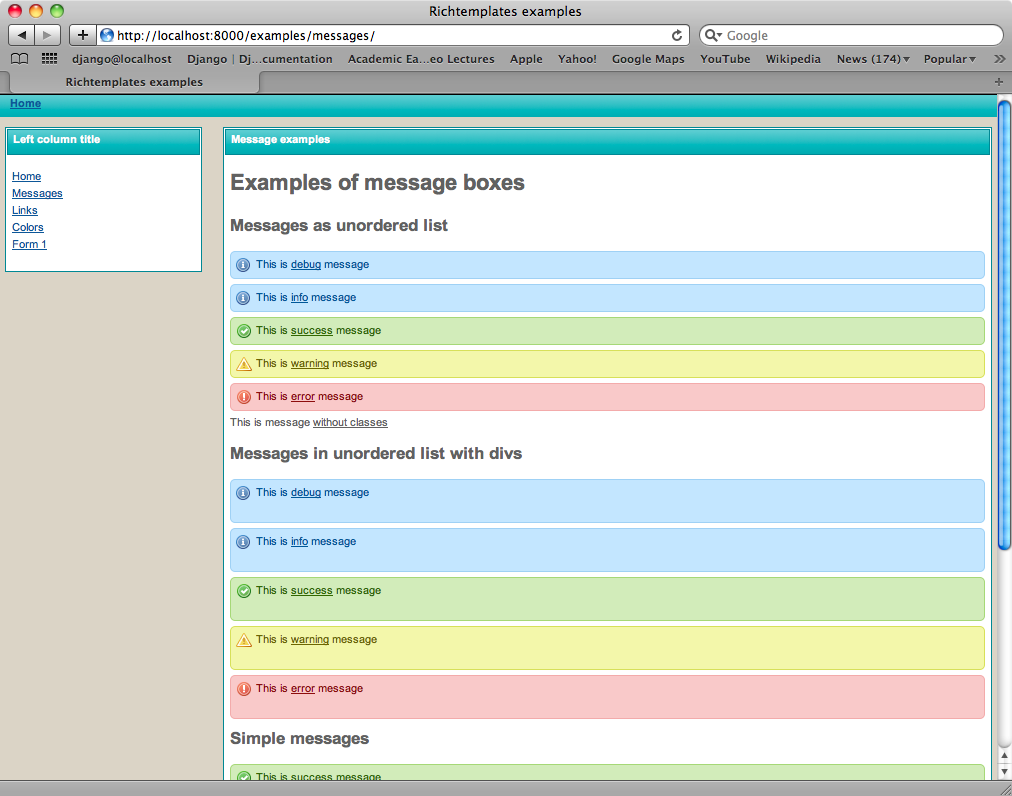 Richtemplates examples
http://localhost:8000/examples/messages/
Google
django@localhost Django | Dj...cumentation Academic Ea...eo Lectures Apple Yahoo! Google Maps YouTube Wikipedia News (174) Popular
Richtemplates examples
Home
Left column title
Home
Messages
Links
Colors
Form 1
Message examples
Examples of message boxes
Messages as unordered list
This is debug message
This is info message
This is success message
This is warning message
This is error message
This is message without classes
Messages in unordered list with divs
This is debug message
This is info message
This is success message
This is warning message
This is error message
Simple messages
This is success message